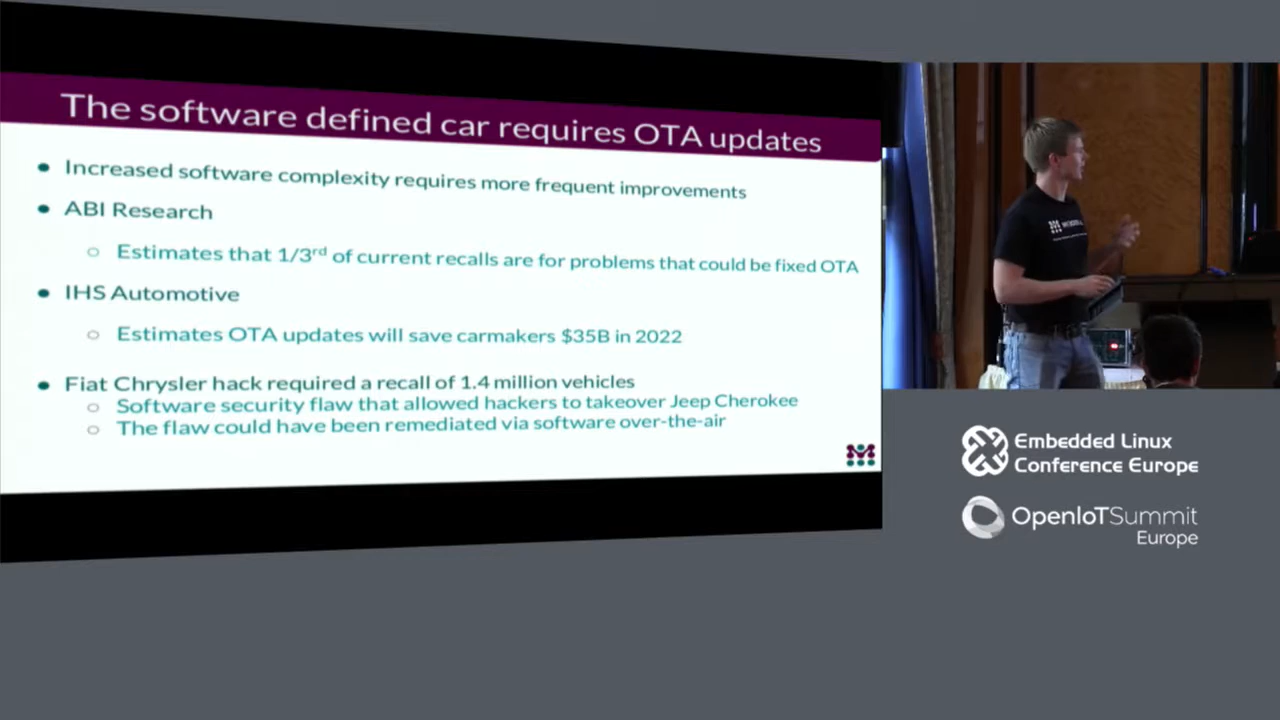 The software defined car requires OTA updates
Increased software complexity requires more frequent improvements
ABI Research
Estimates that 1/3rd of current recalls are for problems that could be fixed OTA
IHS Automotive
Estimates OTA updates will save carmakers $35B in 2022
Fiat Chrysler hack required a recall of 1.4 million vehicles
Software security flaw that allowed hackers to takeover Jeep Cherokee
The flaw could have been remediated via software over-the-air
Embedded Linux
Conference Europe
OpenIoTSummit
Europe